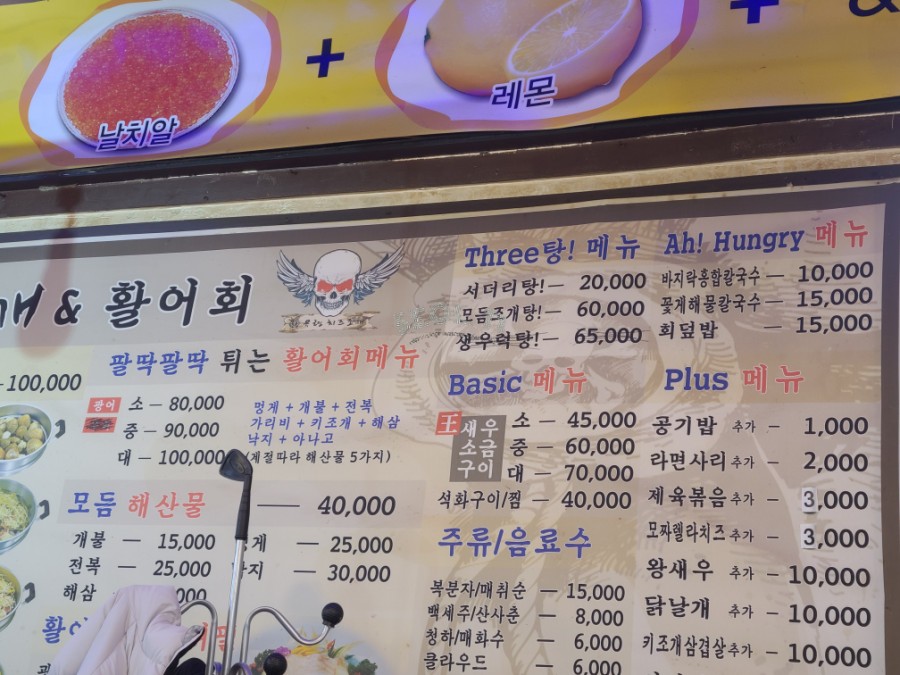 날치알 + 레몬 +
& 활어회
100,000
팔딱팔딱 튀는 활어회메뉴
광어 소 - 80,000
중 - 90,000
대 - 100,000
멍게 + 개불 + 전복
가리비 + 키조개 + 해삼
낙지 + 아나고
(계절따라 해산물 5가지)
모듬 해산물 — 40,000
개불 — 15,000
— 25,000
전복 — 25,000
— 30,000
해삼
Three탕! 메뉴
서더리탕! — 20,000
모듬조개탕! — 60,000
생우럭탕! — 65,000
Ah! Hungry 메뉴
바지락홍합칼국수 — 10,000
꽃게해물칼국수 — 15,000
회덮밥 — 15,000
Basic 메뉴
王새우
소금
구이
소 — 45,000
중 — 60,000
대 — 70,000
석화구이/찜 — 40,000
Plus 메뉴
공기밥 추가 - 1,000
라면사리 추가 - 2,000
제육볶음 추가 - 3,000
모짜렐라치즈 추가 - 3,000
왕새우 추가 - 10,000
닭날개 추가 - 10,000
키조개삼겹살 추가 - 10,000
주류/음료수
복분자/매취순 — 15,000
백세주/산사춘 — 8,000
청하/매화수 — 6,000
클라우드 — 6,000